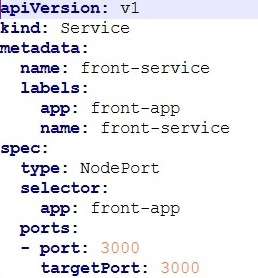 apiVersion: v1
kind: Service
metadata:
  name: front-service
  labels:
    app: front-app
    name: front-service
spec:
  type: NodePort
  selector:
    app: front-app
  ports:
  - port: 3000
    targetPort: 3000